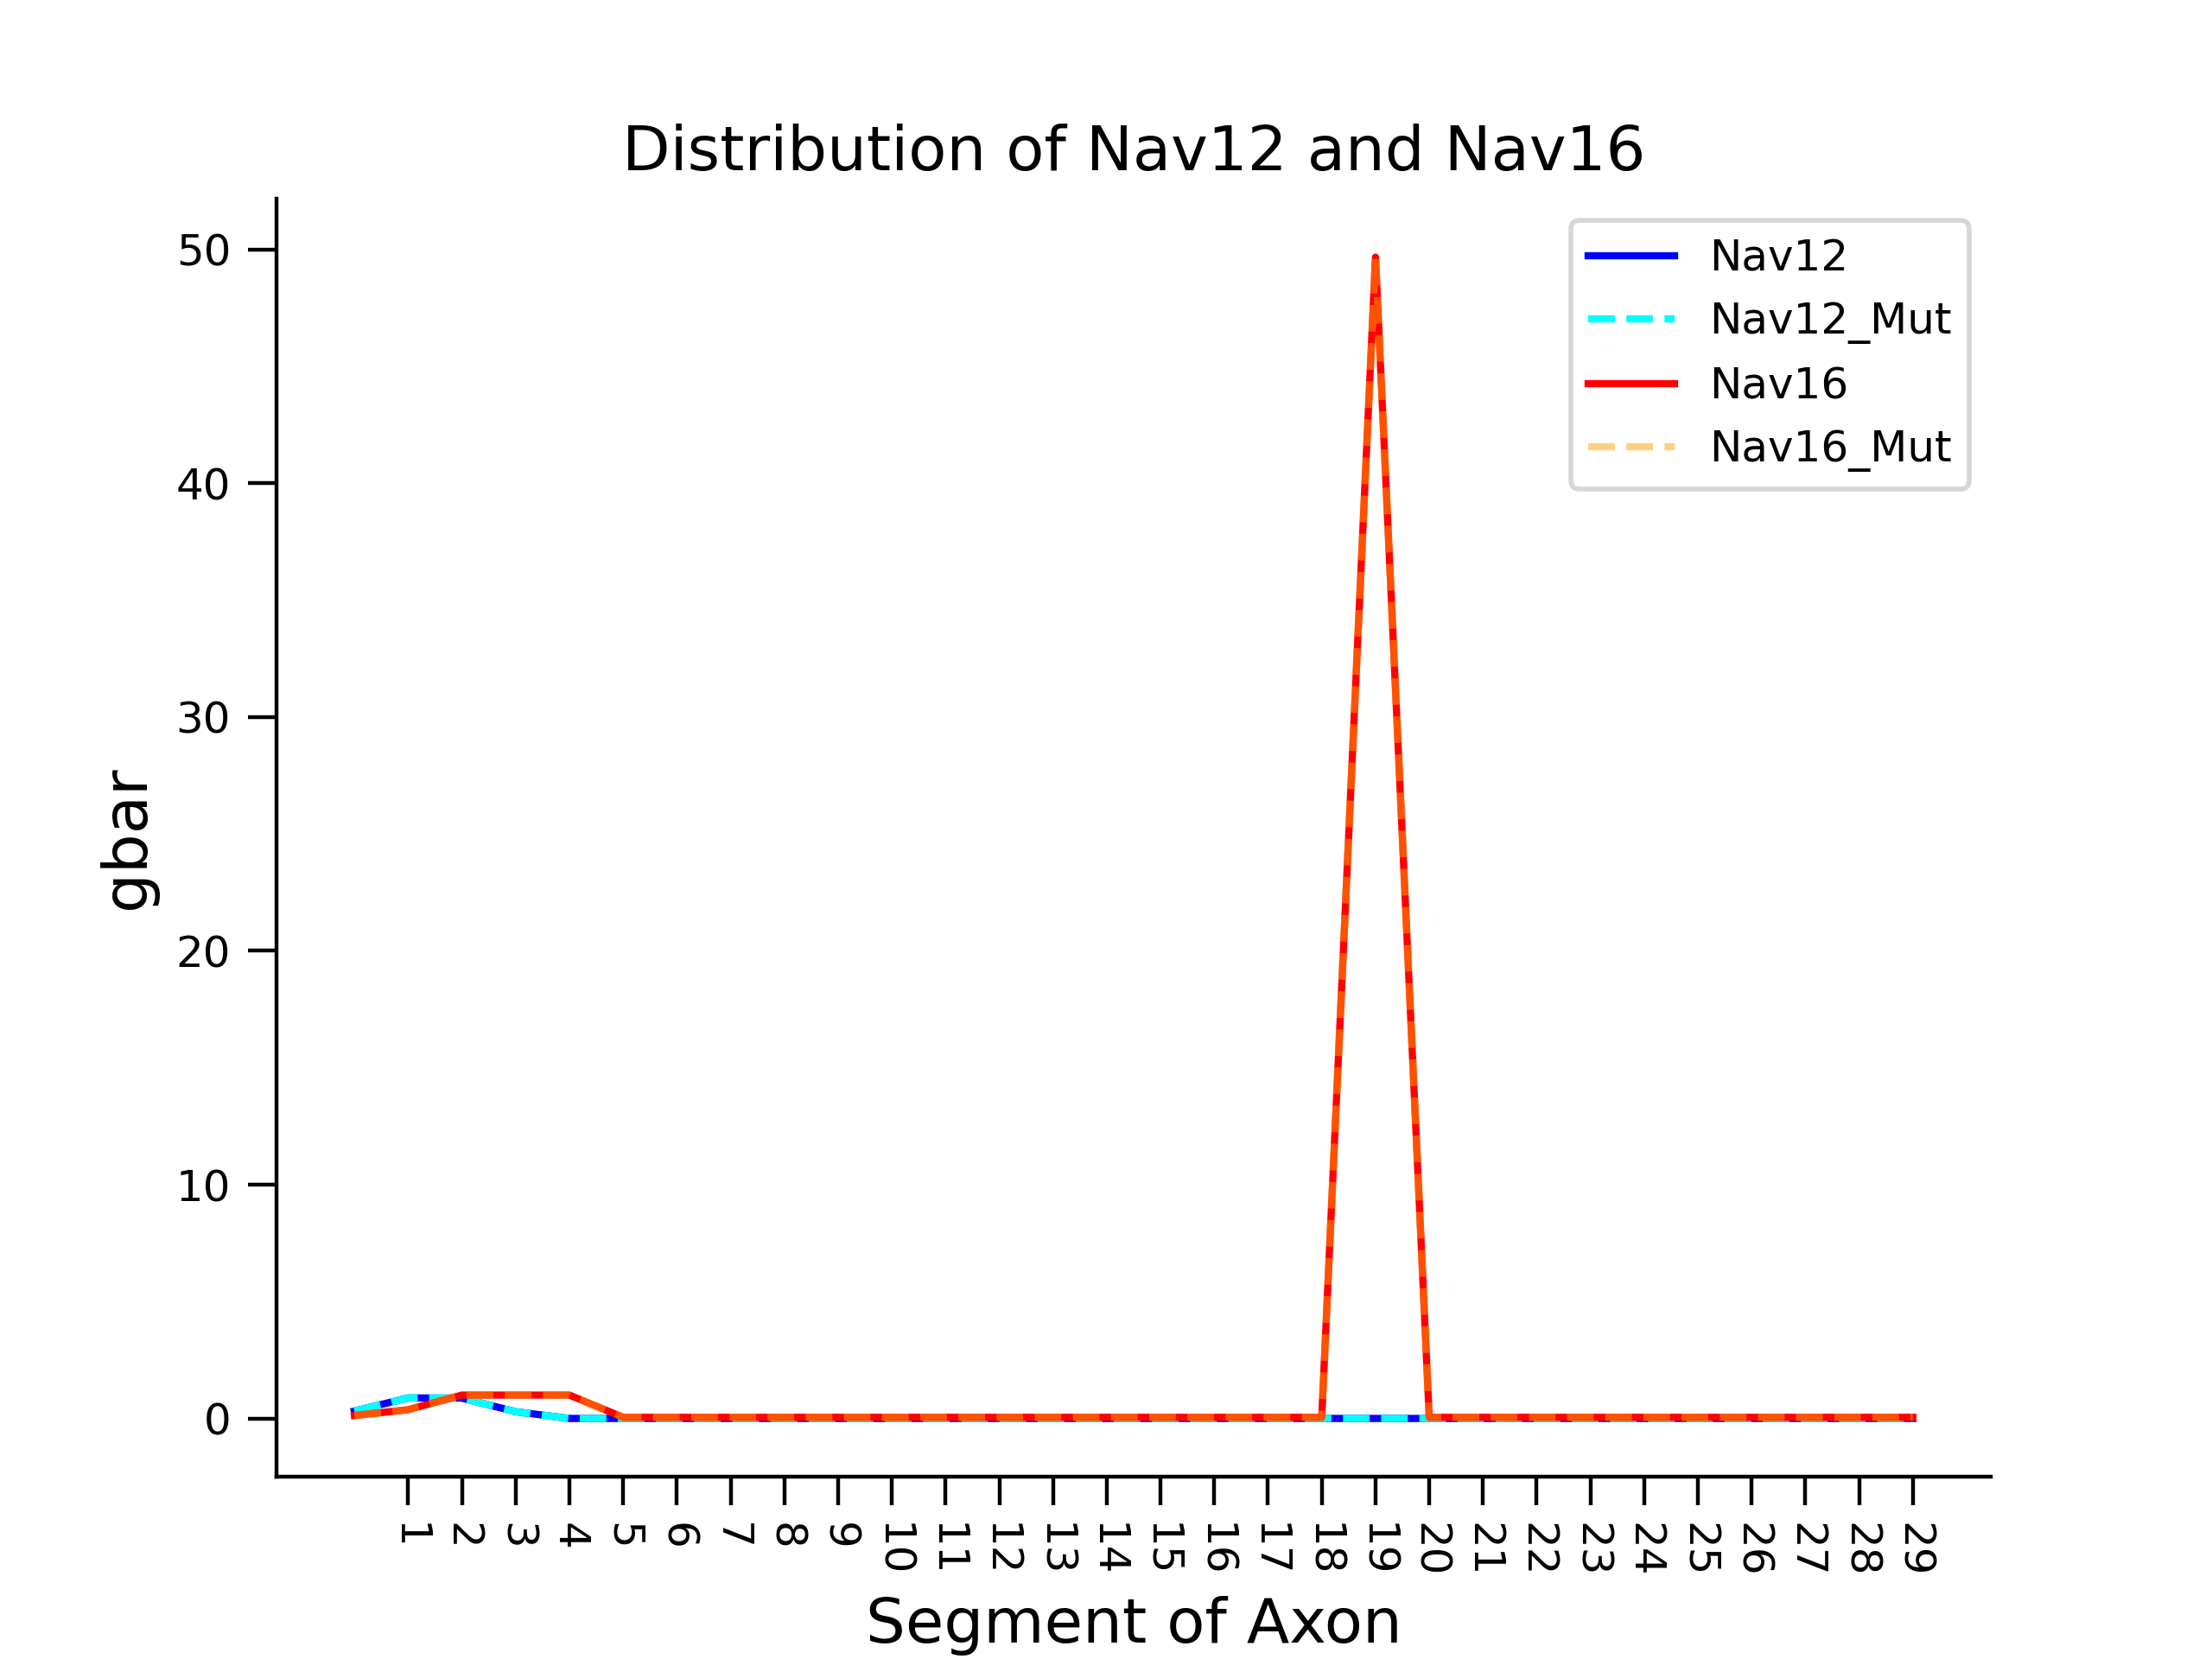 Distribution of Nav12 and Nav16
Nav12
Nav12_Mut
Nav16
Nav16_Mut
50
40
30
20
10
0
gbar
1 2 3 4 5 6 7 8 9 10 11 12 13 14 15 16 17 18 19 20 21 22 23 24 25 26 27 28 29
Segment of Axon